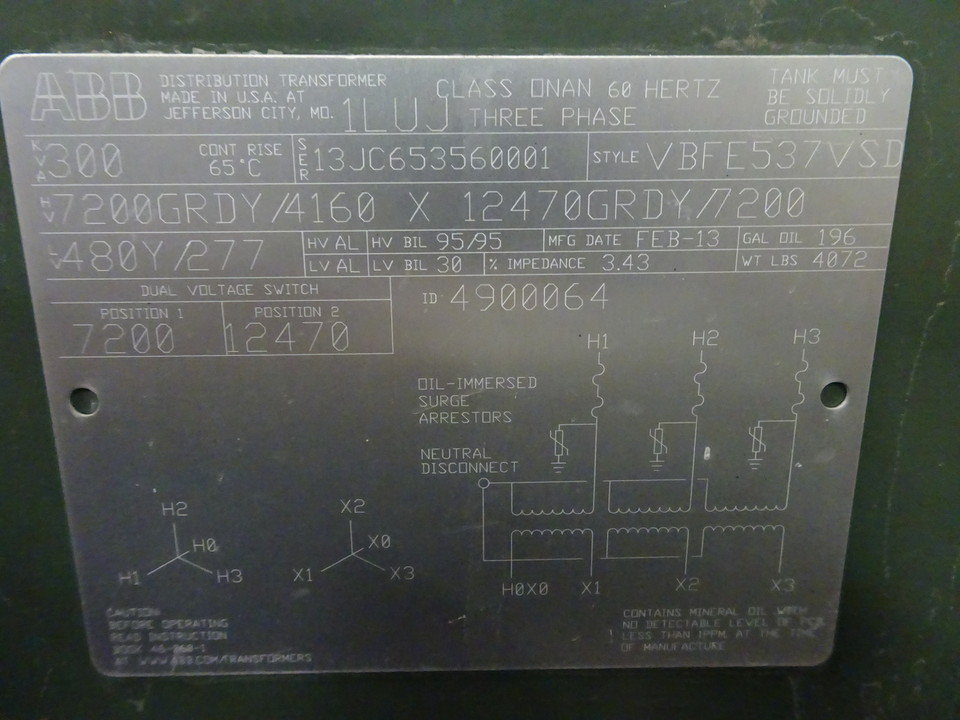 ABB
DISTRIBUTION TRANSFORMER
MADE IN U.S.A. AT
JEFFERSON CITY, MO.
1LUJ
CLASS ONAN 60 HERTZ
THREE PHASE
TANK MUST
BE SOLIDLY
GROUNDED
KVA 300
CONT RISE
65°C
SER 13JC653560001
STYLE VBFE537VSD
HV 7200GRDY/4160 X 12470GRDY/7200
LV 480Y/277
HV AL HV BIL 95/95 MFG DATE FEB-13 GAL OIL 196
LV AL LV BIL 30 % IMPEDANCE 3.43 WT LBS 4072
DUAL VOLTAGE SWITCH
POSITION 1 POSITION 2
7200 12470
ID 4900064
H1 H2 H3
OIL-IMMERSED
SURGE
ARRESTORS
NEUTRAL
DISCONNECT
H2
H0
H1 H3
X2
X0
X1 X3
H0X0 X1 X2 X3
CAUTION
BEFORE OPERATING
READ INSTRUCTION
BOOK 46-060-1
AT WWW.ABB.COM/TRANSFORMERS
CONTAINS MINERAL OIL WITH
NO DETECTABLE LEVEL OF PCB
LESS THAN 1PPM, AT THE TIME
OF MANUFACTURE